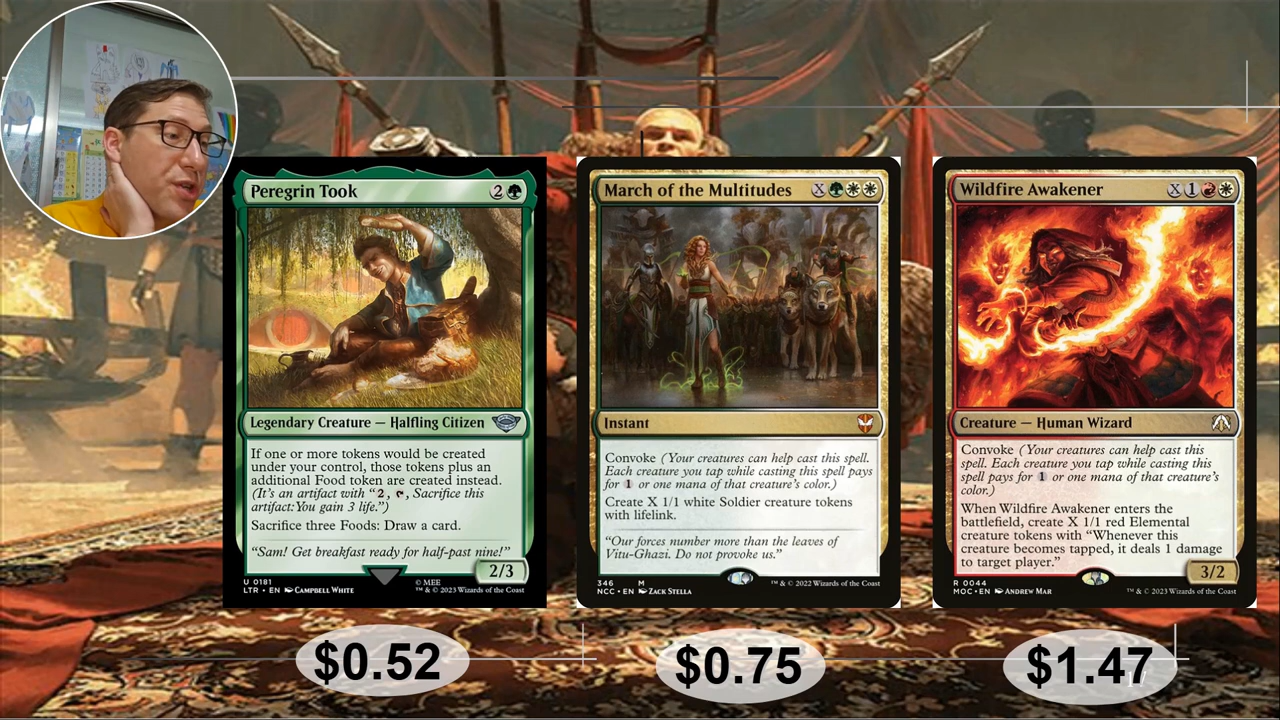 Peregrin Took 2
If one or more tokens would be created
under your control, those tokens plus an
additional Food token are created instead.
(It's an artifact with "2, , Sacrifice this
artifact:You gain 3 life.")
Sacrifice three Foods: Draw a card.
"Sam! Get breakfast ready for half-past nine!"
Legendary Creature — Halfling Citizen
2/3
U 0181
LTR • EN CAMPBELL WHITE
© MEE
™ & © 2023 Wizards of the Coast
$0.52
March of the Multitudes X
Instant
Convoke (Your creatures can help cast this spell.
Each creature you tap while casting this spell pays
for 1 or one mana of that creature's color.)
Create X 1/1 white Soldier creature tokens
with lifelink.
"Our forces number more than the leaves of
Vitu-Ghazi. Do not provoke us."
346 M
NCC • EN ZACK STELLA
™ & © 2022 Wizards of the Coast
$0.75
Wildfire Awakener X 1
Creature — Human Wizard
Convoke (Your creatures can help cast this
spell. Each creature you tap while casting this
spell pays for 1 or one mana of that creature's
color.)
When Wildfire Awakener enters the
battlefield, create X 1/1 red Elemental
creature tokens with "Whenever this
creature becomes tapped, it deals 1 damage
to target player."
3/2
R 0044
MOC • EN ANDREW MAR
™ & © 2023 Wizards of the Coast
$1.47